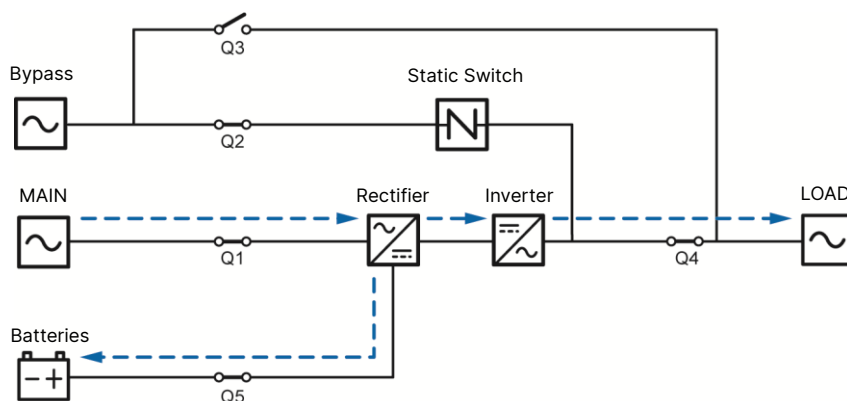 Q3
Bypass
Static Switch
Q2
MAIN
Rectifier
Inverter
LOAD
Q1
Q4
Batteries
Q5